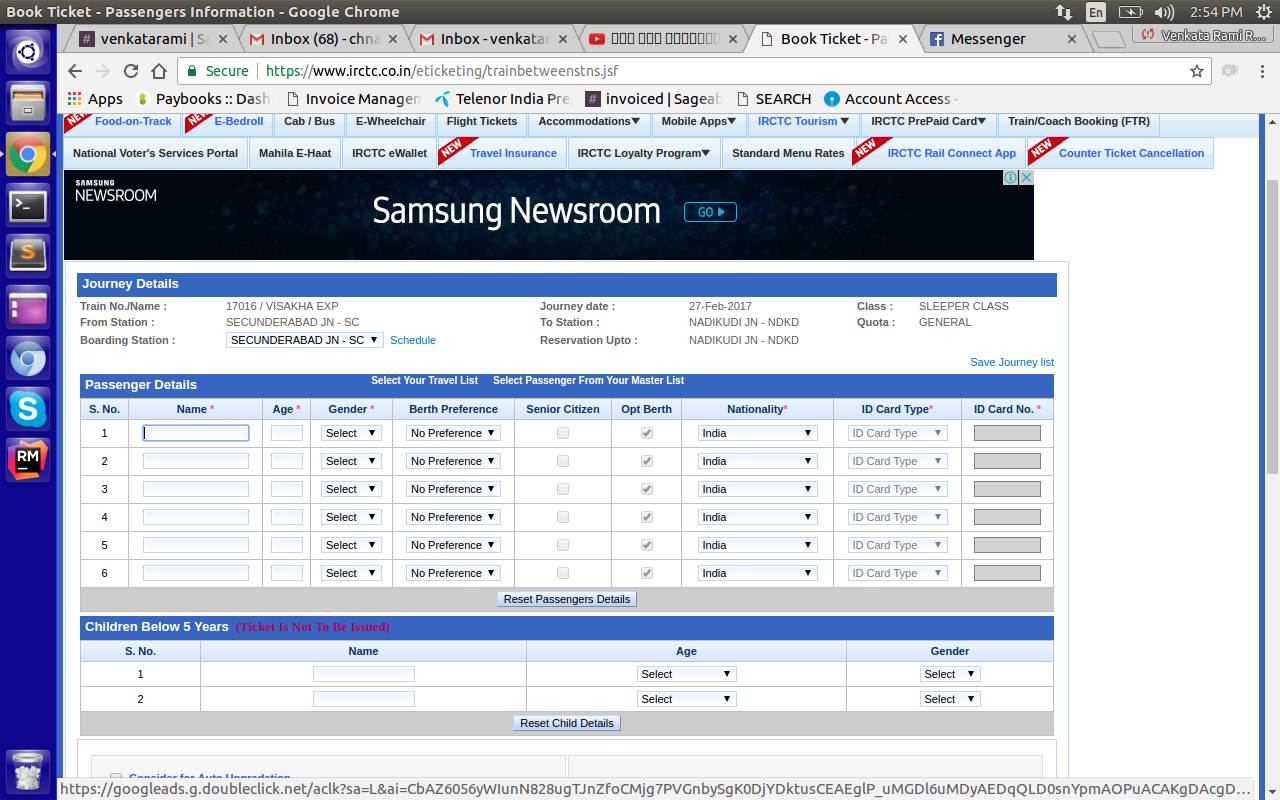 Book Ticket - Passengers Information - Google Chrome
En
2:54 PM
# venkatarami | Sa
Inbox (68) - chna
Inbox - venkatar
Book Ticket - Pa
Messenger
Venkata Rami R...
Secure
https://www.irctc.co.in/eticketing/trainbetweenstns.jsf
Apps Paybooks :: Dash Invoice Managem Telenor India Pre # invoiced | Sageab SEARCH Account Access -
NEW Food-on-Track NEW E-Bedroll Cab / Bus E-Wheelchair Flight Tickets Accommodations▼ Mobile Apps▼ IRCTC Tourism ▼ IRCTC PrePaid Card▼ Train/Coach Booking (FTR)
National Voter's Services Portal Mahila E-Haat IRCTC eWallet NEW Travel Insurance IRCTC Loyalty Program▼ Standard Menu Rates NEW IRCTC Rail Connect App NEW Counter Ticket Cancellation
SAMSUNG
NEWSROOM
Samsung Newsroom
GO
Journey Details
Train No./Name : 17016 / VISAKHA EXP Journey date : 27-Feb-2017 Class : SLEEPER CLASS
From Station : SECUNDERABAD JN - SC To Station : NADIKUDI JN - NDKD Quota : GENERAL
Boarding Station : SECUNDERABAD JN - SC ▼ Schedule Reservation Upto : NADIKUDI JN - NDKD
Save Journey list
Passenger Details Select Your Travel List Select Passenger From Your Master List
S. No. Name * Age * Gender * Berth Preference Senior Citizen Opt Berth Nationality* ID Card Type* ID Card No. *
1 Select ▼ No Preference ▼ India ▼ ID Card Type ▼
2 Select ▼ No Preference ▼ India ▼ ID Card Type ▼
3 Select ▼ No Preference ▼ India ▼ ID Card Type ▼
4 Select ▼ No Preference ▼ India ▼ ID Card Type ▼
5 Select ▼ No Preference ▼ India ▼ ID Card Type ▼
6 Select ▼ No Preference ▼ India ▼ ID Card Type ▼
Reset Passengers Details
Children Below 5 Years (Ticket Is Not To Be Issued)
S. No. Name Age Gender
1 Select ▼ Select ▼
2 Select ▼ Select ▼
Reset Child Details
Consider for Auto Upgradation
https://googleads.g.doubleclick.net/aclk?sa=L&ai=CbAZ6056yWIunN828ugTJnZfoCMjg7PVGnbySgK0DjYDktusCEAEglP_uMGDl6uMDyAEDqQLD0snYpmAOPuACAKgDAcgD...